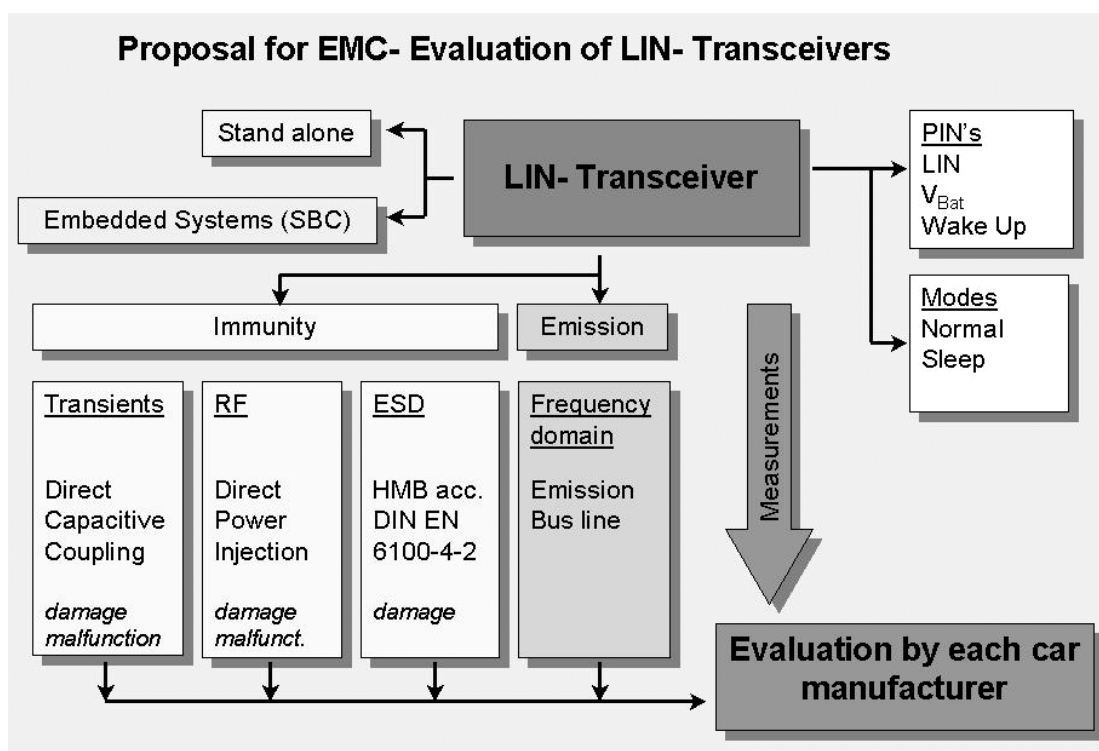 Proposal for EMC- Evaluation of LIN- Transceivers
Stand alone
Embedded Systems (SBC)
LIN- Transceiver
PIN's
LIN
VBat
Wake Up
Modes
Normal
Sleep
Immunity
Emission
Transients
Direct
Capacitive
Coupling
damage
malfunction
RF
Direct
Power
Injection
damage
malfunct.
ESD
HMB acc.
DIN EN
6100-4-2
damage
Frequency
domain
Emission
Bus line
Measurements
Evaluation by each car
manufacturer